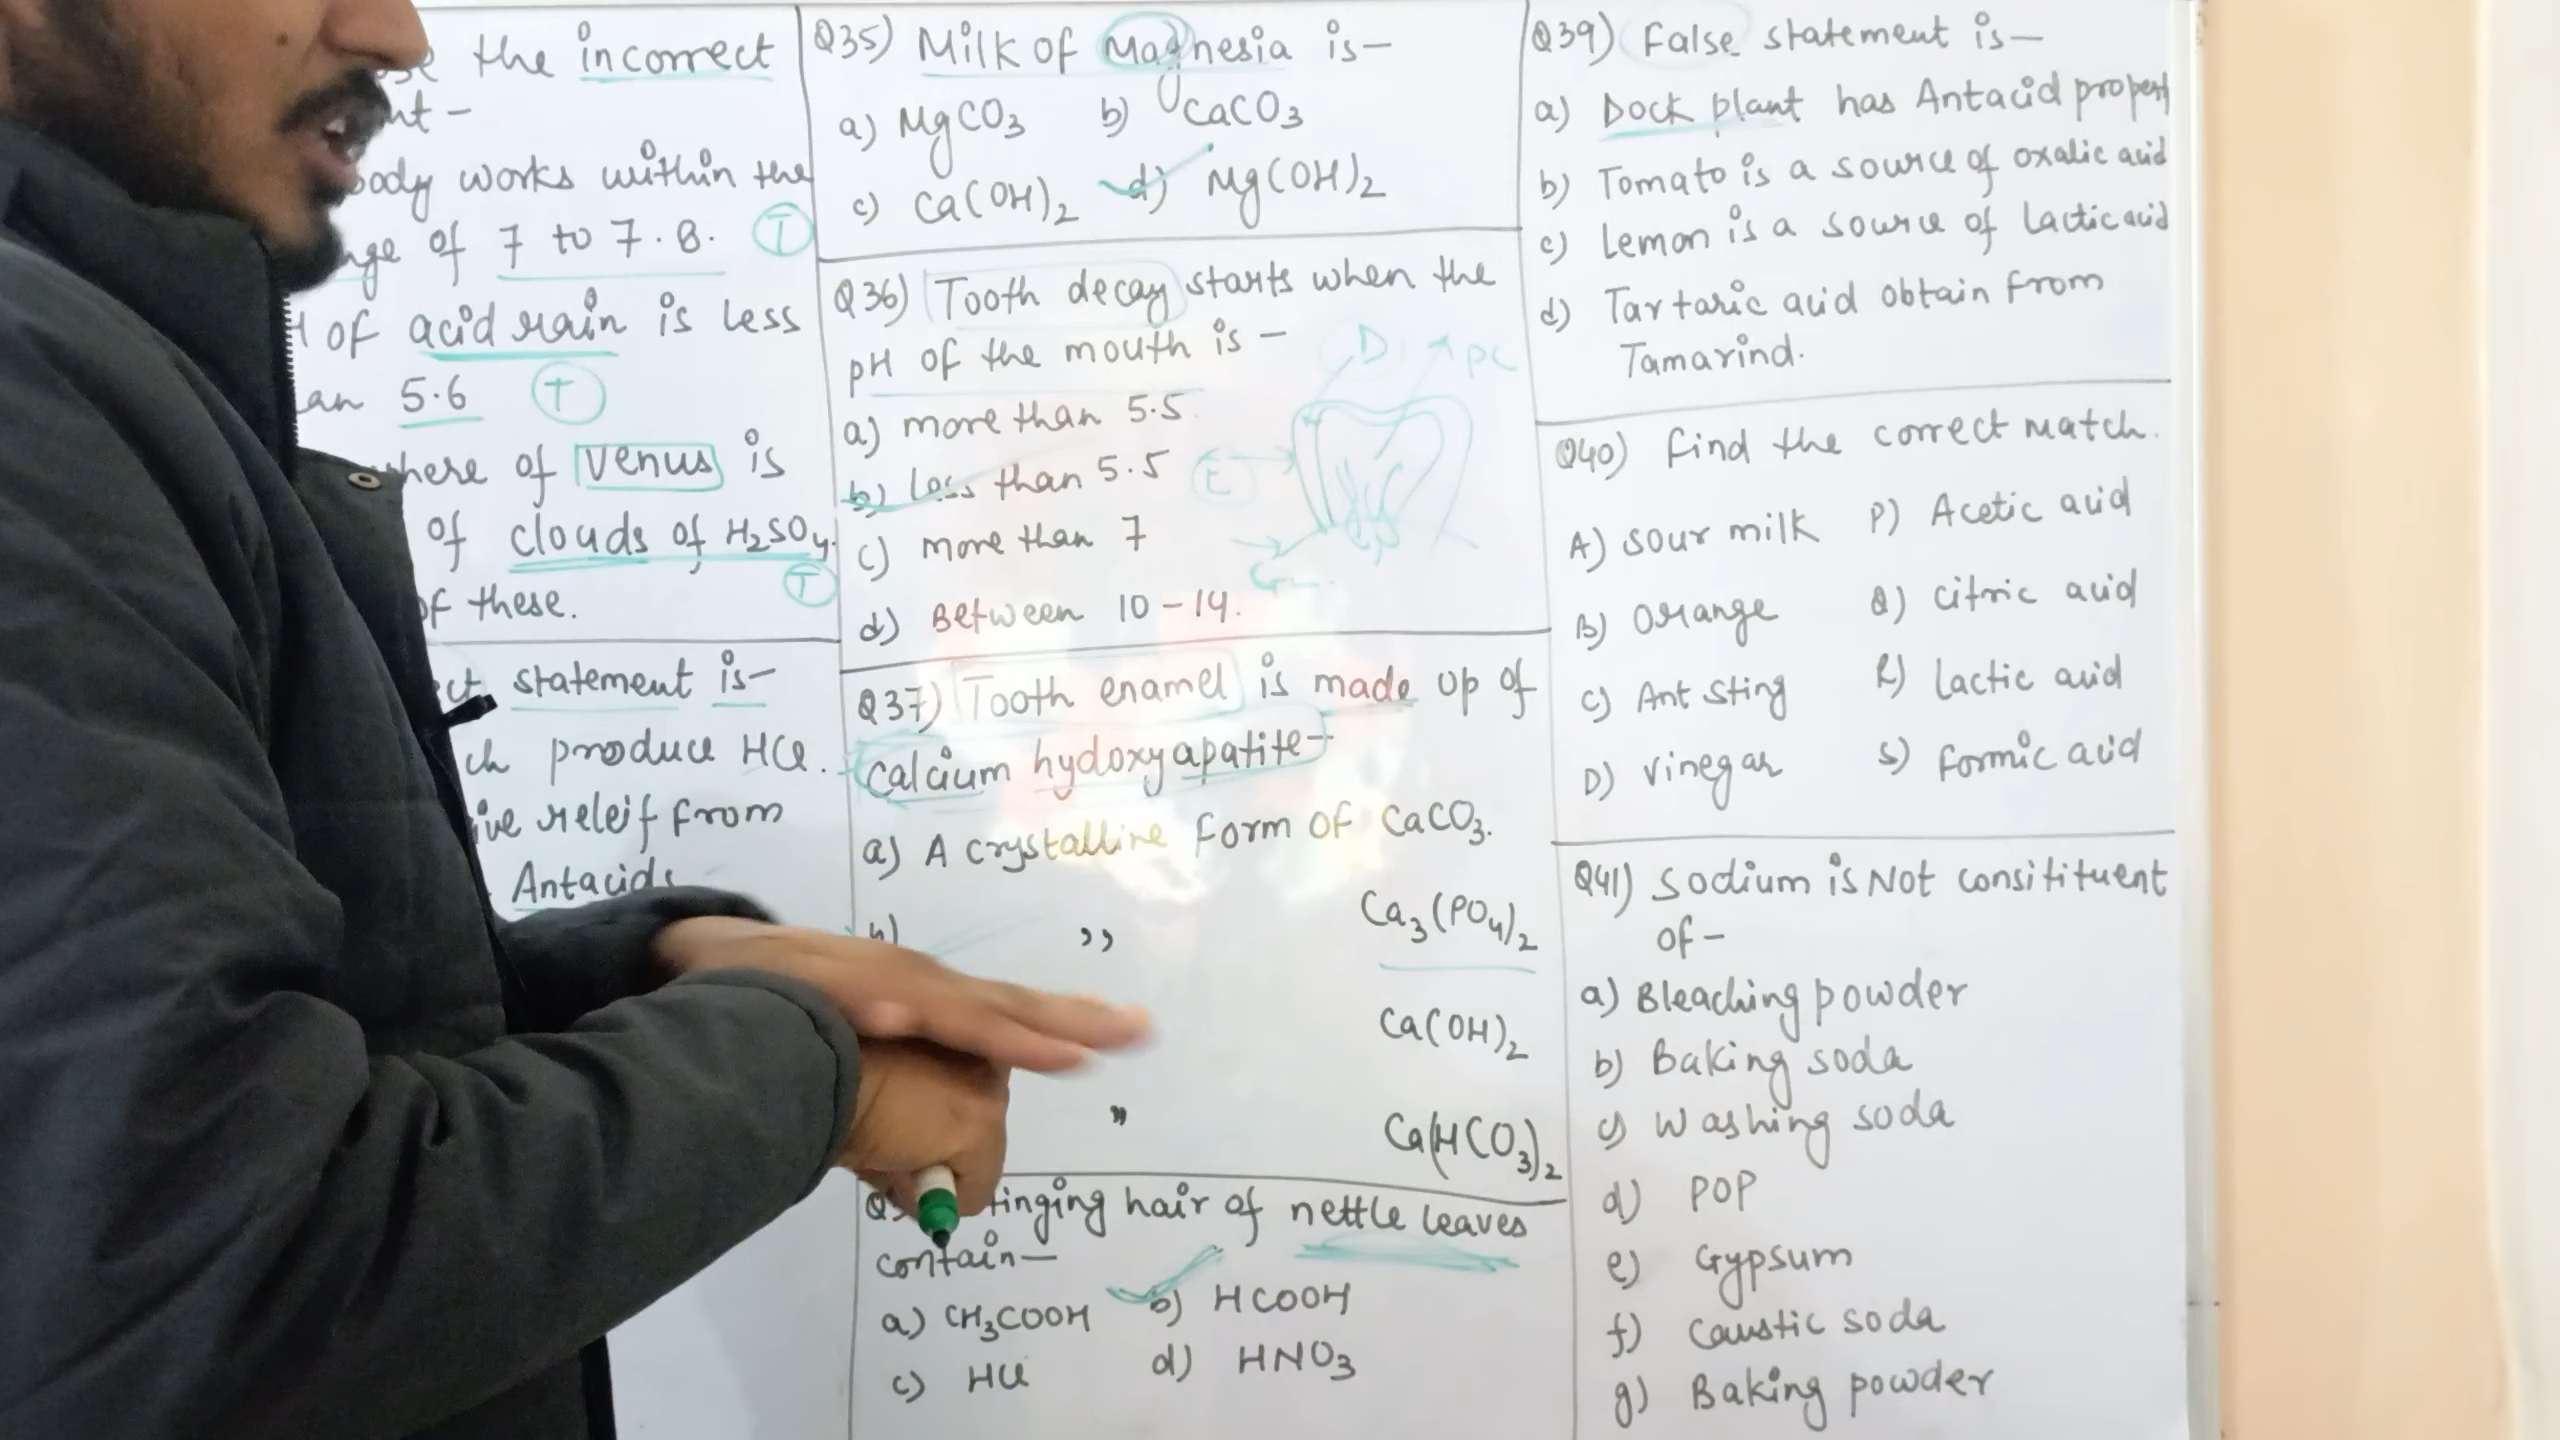 the incorrect
-
body works within the
of 7 to 7.8. T
H of acid rain is less
5.6 T
of Venus is
of clouds of H₂SO₄. T
of these.
statement is-
produce HCl.
releif from
Antacids
Q35) Milk of Magnesia is-
a) MgCO₃ b) CaCO₃
c) Ca(OH)₂ d) Mg(OH)₂
Q36) Tooth decay starts when the
pH of the mouth is -
a) more than 5.5
b) less than 5.5
c) more than 7
d) Between 10-14.
D
PC
E
G
Q37) Tooth enamel is made up of
Calcium hydoxyapatite-
a) A crystalline form of CaCO₃.
b) ,, Ca₃(PO₄)₂
Ca(OH)₂
,, Ca(HCO₃)₂
hair of nettle leaves
contain-
a) CH₃COOH b) HCOOH
c) HCl d) HNO₃
Q39) False statement is-
a) Dock plant has Antacid propert
b) Tomato is a source of oxalic acid
c) Lemon is a source of Lactic acid
d) Tartaric acid obtain from
Tamarind.
Q40) Find the correct match.
A) Sour milk P) Acetic acid
B) Orange Q) Citric acid
C) Ant sting R) Lactic acid
D) Vinegar S) Formic acid
Q41) Sodium is Not consitituent
of-
a) Bleaching powder
b) Baking soda
c) Washing soda
d) POP
e) Gypsum
f) Caustic soda
g) Baking powder